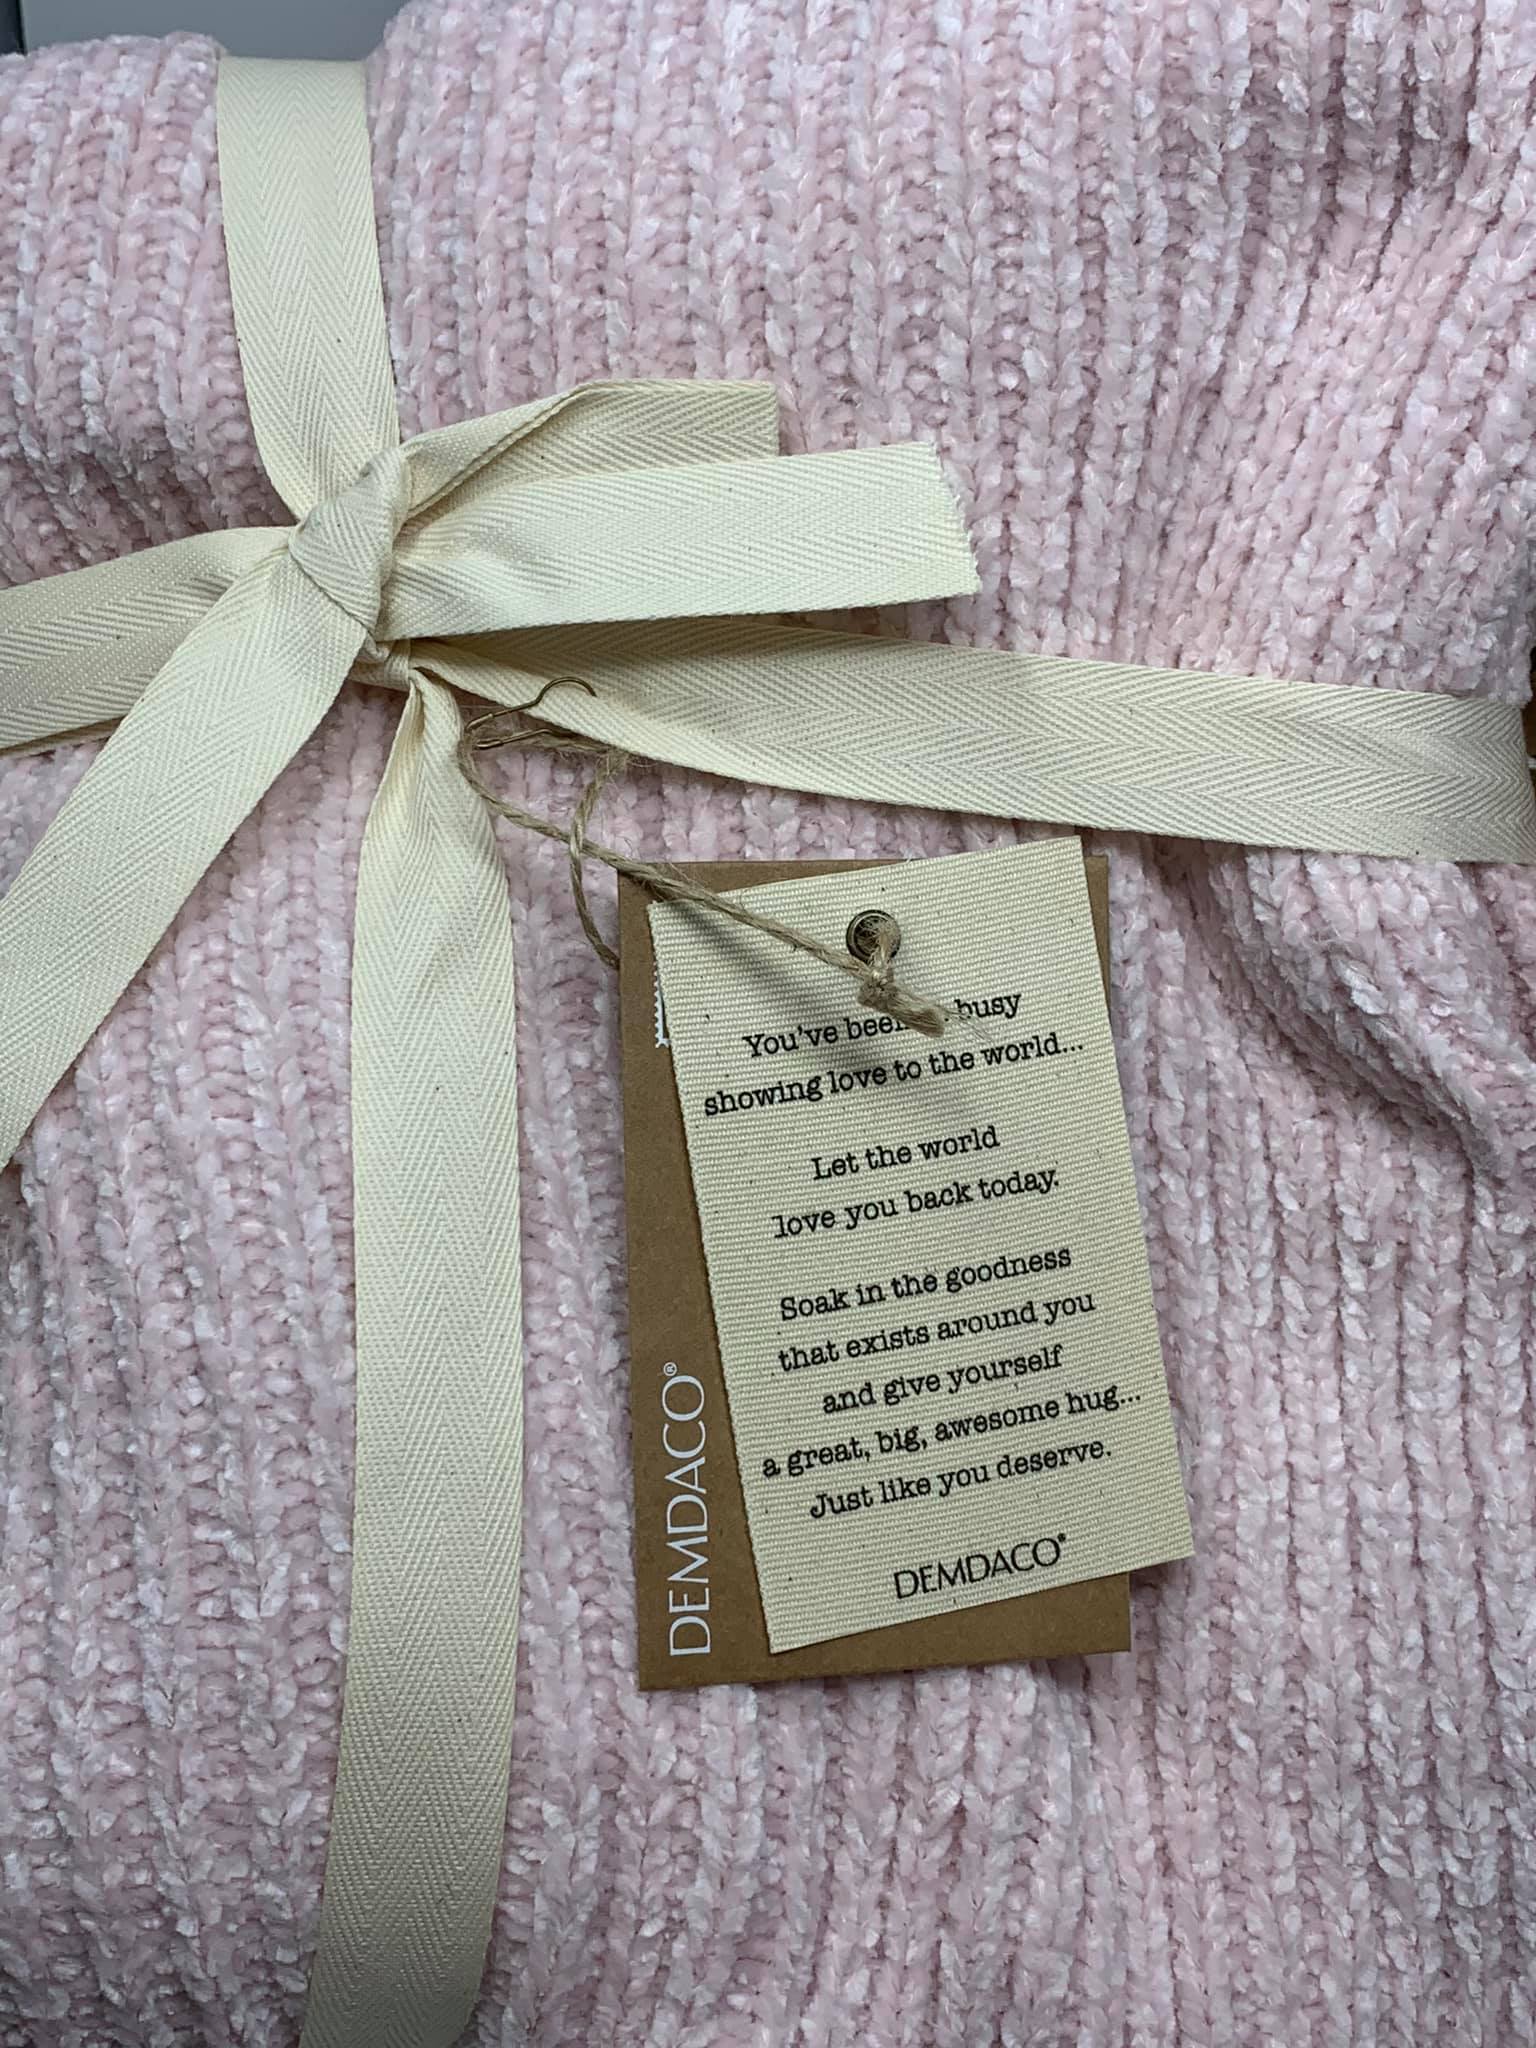 You've been busy
showing love to the world...
Let the world
love you back today.
Soak in the goodness
that exists around you
and give yourself
a great, big, awesome hug...
Just like you deserve.
DEMDACO®
DEMDACO®